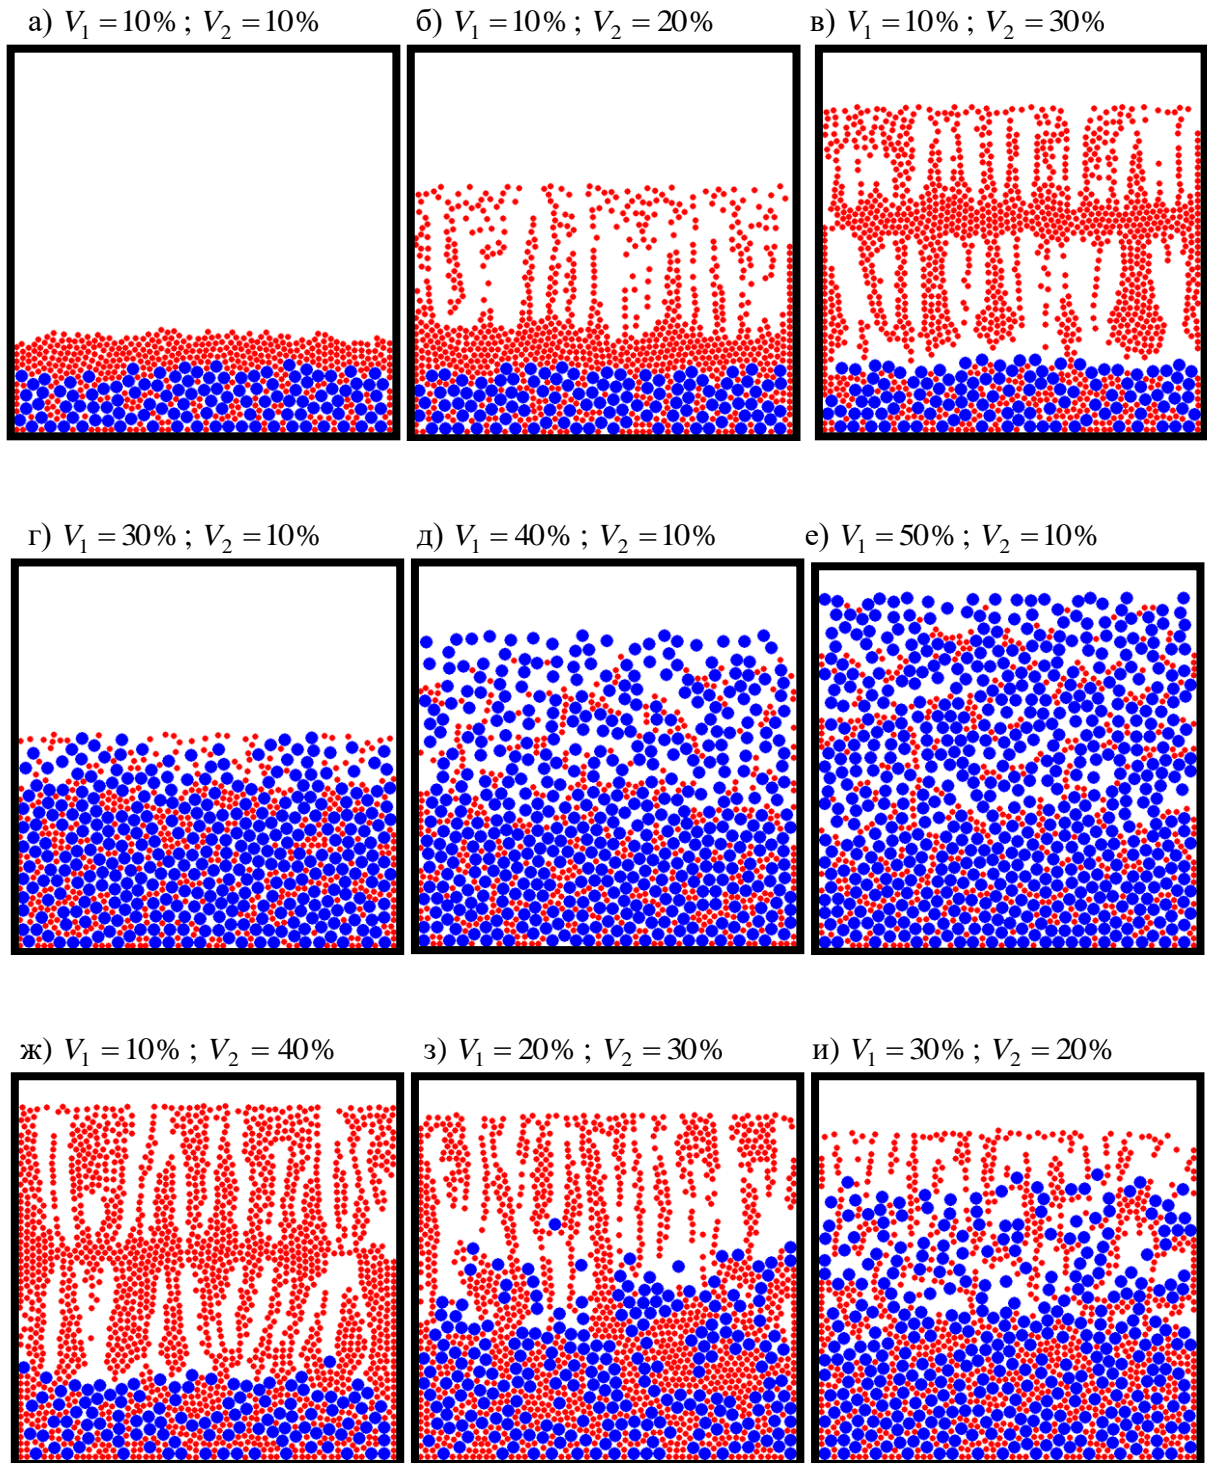 а) V₁ = 10% ; V₂ = 10%
б) V₁ = 10% ; V₂ = 20%
в) V₁ = 10% ; V₂ = 30%
г) V₁ = 30% ; V₂ = 10%
д) V₁ = 40% ; V₂ = 10%
е) V₁ = 50% ; V₂ = 10%
ж) V₁ = 10% ; V₂ = 40%
з) V₁ = 20% ; V₂ = 30%
и) V₁ = 30% ; V₂ = 20%